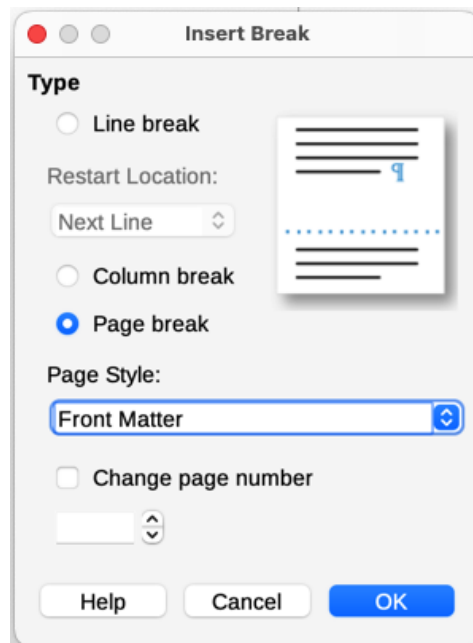 Insert Break
Type
Line break
Restart Location:
Next Line
Column break
Page break
Page Style:
Front Matter
Change page number
Help
Cancel
OK